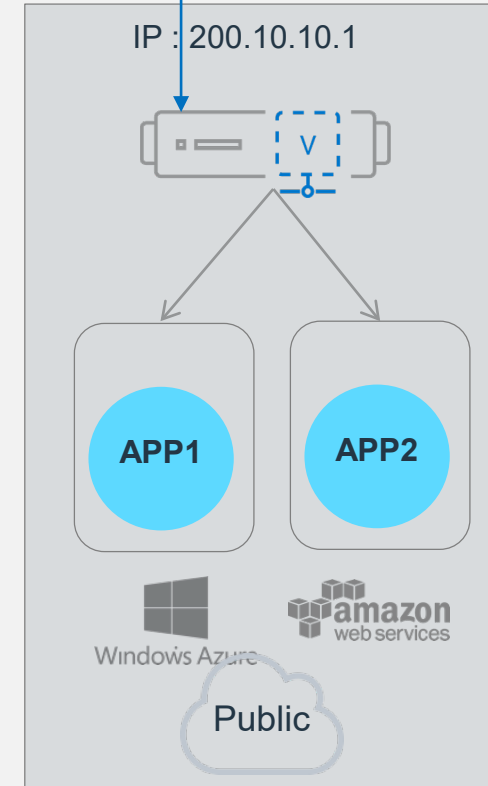 IP : 200.10.10.1
V
APP1
APP2
Windows Azure
amazon
web services
Public